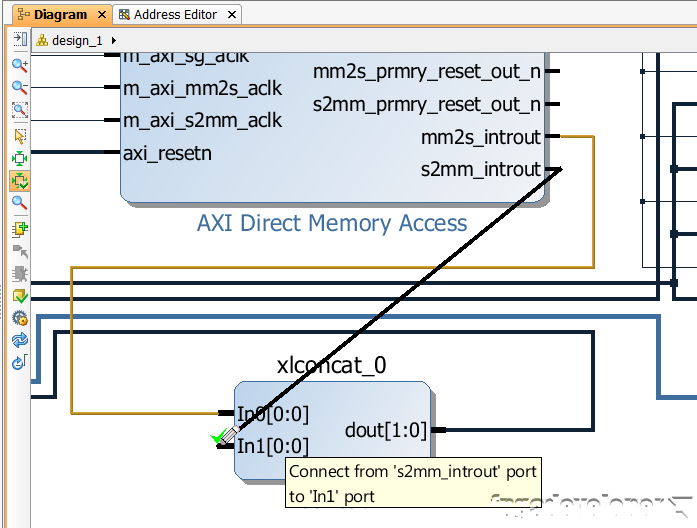 Diagram
Address Editor
design_1
m_axi_sg_aclk
mm2s_prmry_reset_out_n
m_axi_mm2s_aclk
s2mm_prmry_reset_out_n
m_axi_s2mm_aclk
mm2s_introut
axi_resetn
s2mm_introut
AXI Direct Memory Access
xlconcat_0
In0[0:0]
dout[1:0]
In1[0:0]
Connect from 's2mm_introut' port
to 'In1' port